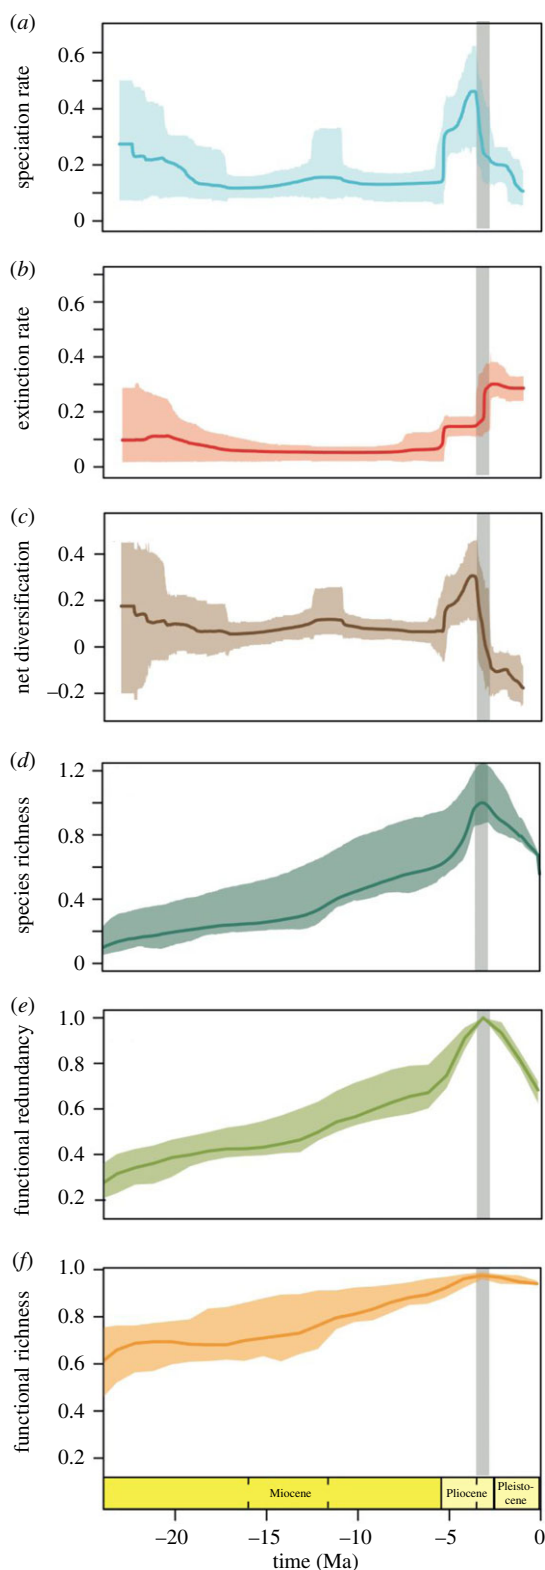 (a)
0.6
0.4
0.2
0
speciation rate
(b)
0.6
0.4
0.2
0
extinction rate
(c)
0.4
0.2
0
–0.2
net diversification
(d)
1.2
0.8
0.4
0
species richness
(e)
1.0
0.8
0.6
0.4
0.2
functional redundancy
(f)
1.0
0.8
0.6
0.4
0.2
functional richness
Miocene
Pliocene
Pleisto-
cene
–20 –15 –10 –5 0
time (Ma)